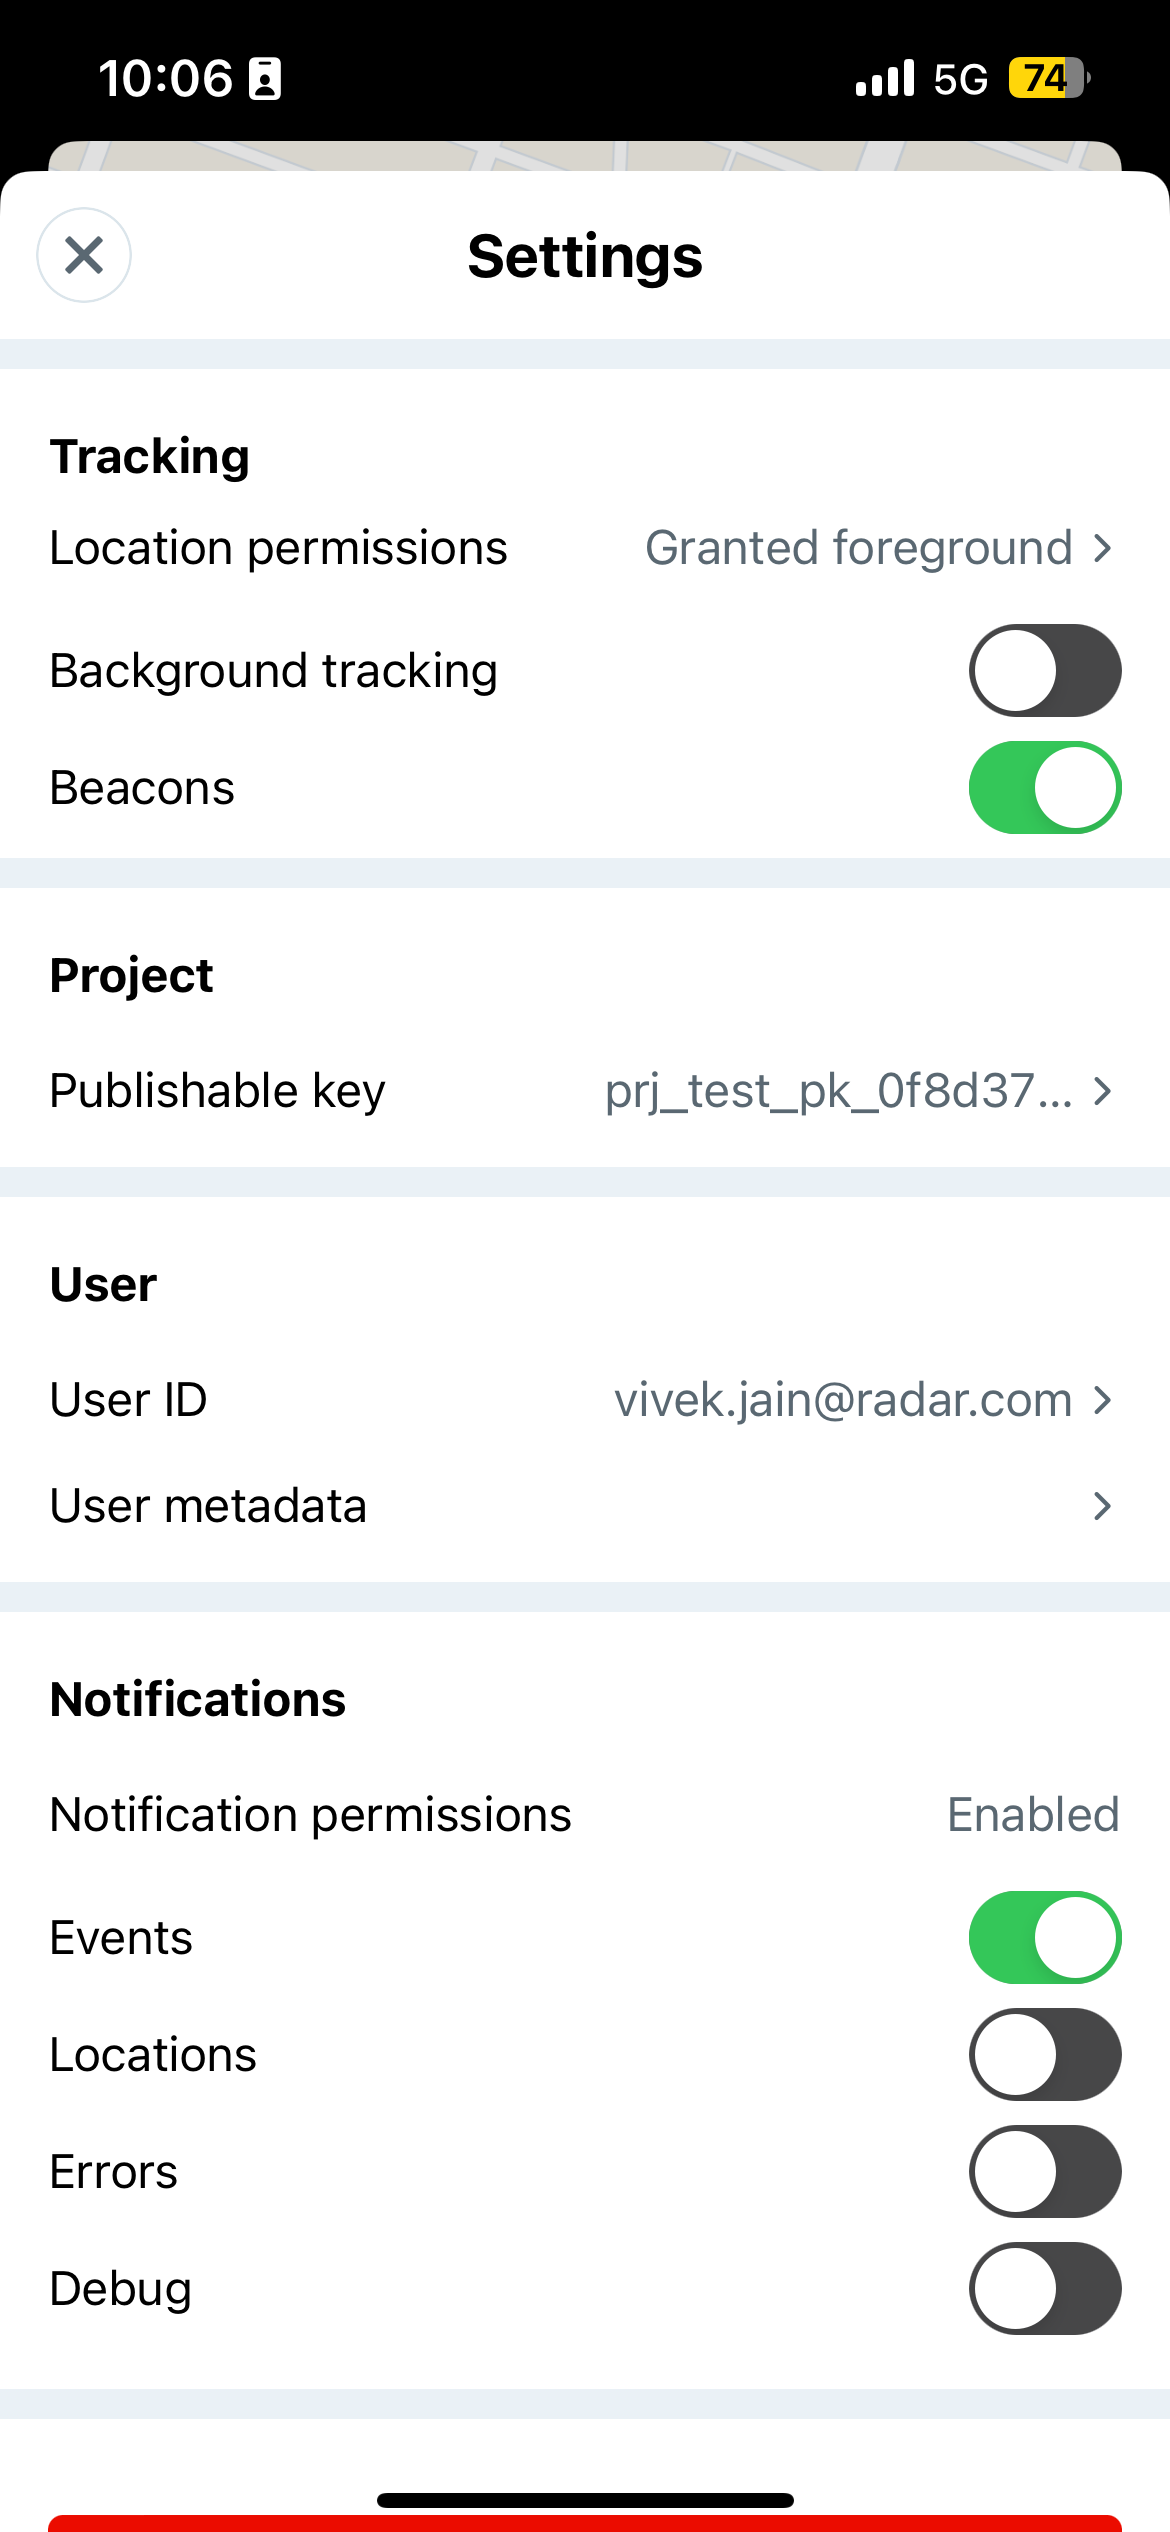 10:06
5G
74
Settings
Tracking
Location permissions Granted foreground
Background tracking
Beacons
Project
Publishable key prj_test_pk_0f8d37...
User
User ID vivek.jain@radar.com
User metadata
Notifications
Notification permissions Enabled
Events
Locations
Errors
Debug